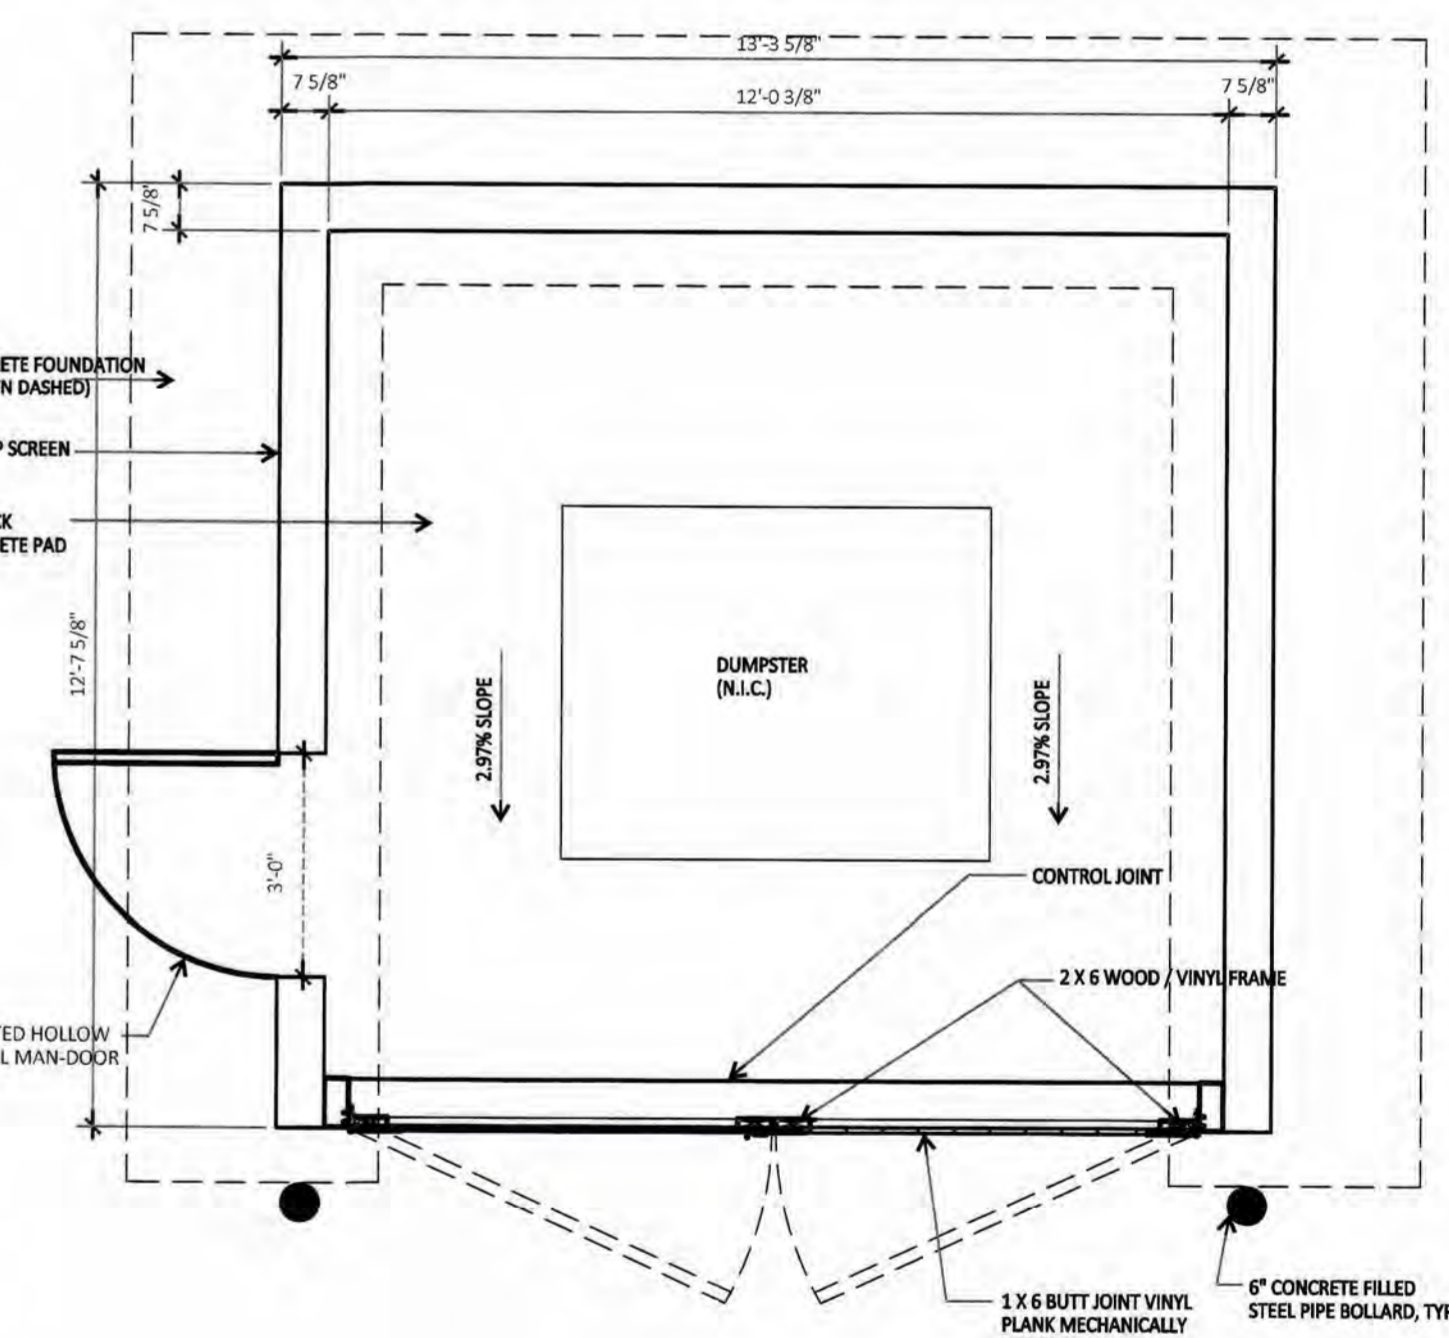 13'-3 5/8"
7 5/8"
12'-0 3/8"
7 5/8"
7 5/8"
ETE FOUNDATION
N DASHED)
P SCREEN
CK
ETE PAD
12'-7 5/8"
2.97% SLOPE
DUMPSTER
(N.I.C.)
2.97% SLOPE
3'-0"
CONTROL JOINT
2 X 6 WOOD / VINYL FRAME
TED HOLLOW
L MAN-DOOR
1 X 6 BUTT JOINT VINYL
PLANK MECHANICALLY
6" CONCRETE FILLED
STEEL PIPE BOLLARD, TYP